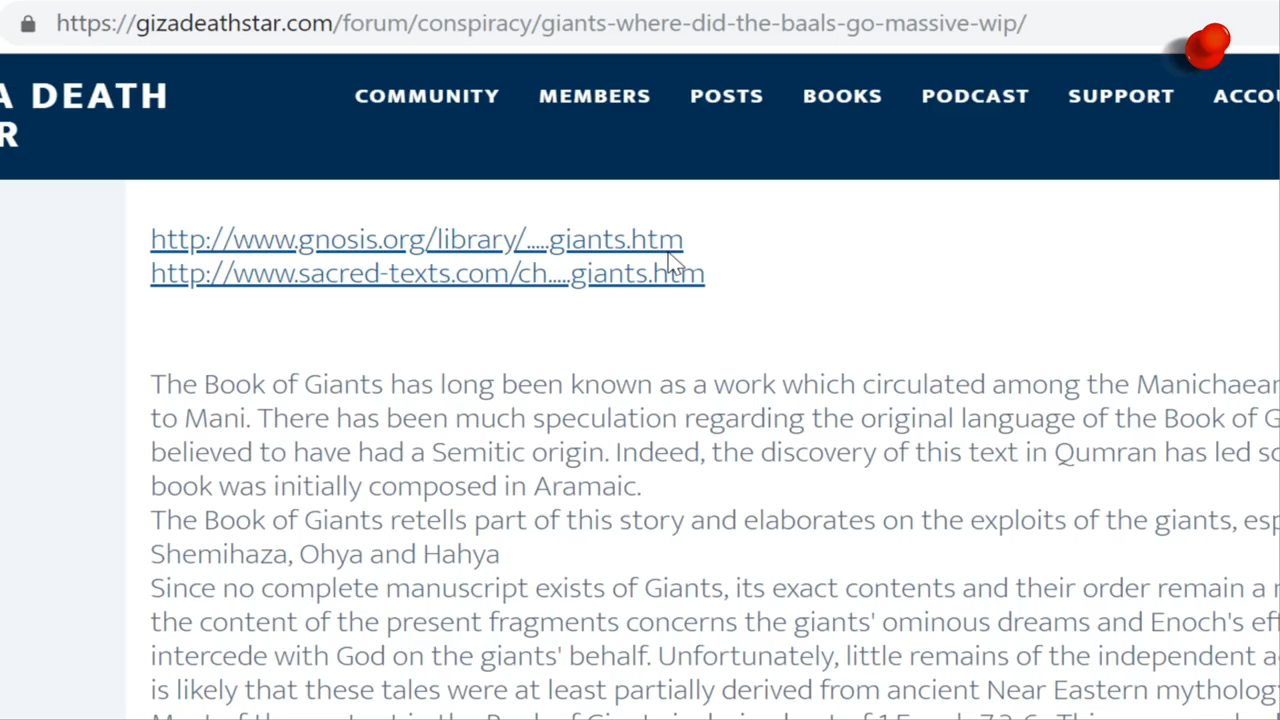 https://gizadeathstar.com/forum/conspiracy/giants-where-did-the-baals-go-massive-wip/
A DEATH
R
COMMUNITY MEMBERS POSTS BOOKS PODCAST SUPPORT ACCOU
http://www.gnosis.org/library/.....giants.htm
http://www.sacred-texts.com/ch.....giants.htm
The Book of Giants has long been known as a work which circulated among the Manichaean
to Mani. There has been much speculation regarding the original language of the Book of G
believed to have had a Semitic origin. Indeed, the discovery of this text in Qumran has led sc
book was initially composed in Aramaic.
The Book of Giants retells part of this story and elaborates on the exploits of the giants, esp
Shemihaza, Ohya and Hahya
Since no complete manuscript exists of Giants, its exact contents and their order remain a
the content of the present fragments concerns the giants' ominous dreams and Enoch's eff
intercede with God on the giants' behalf. Unfortunately, little remains of the independent a
is likely that these tales were at least partially derived from ancient Near Eastern mytholog